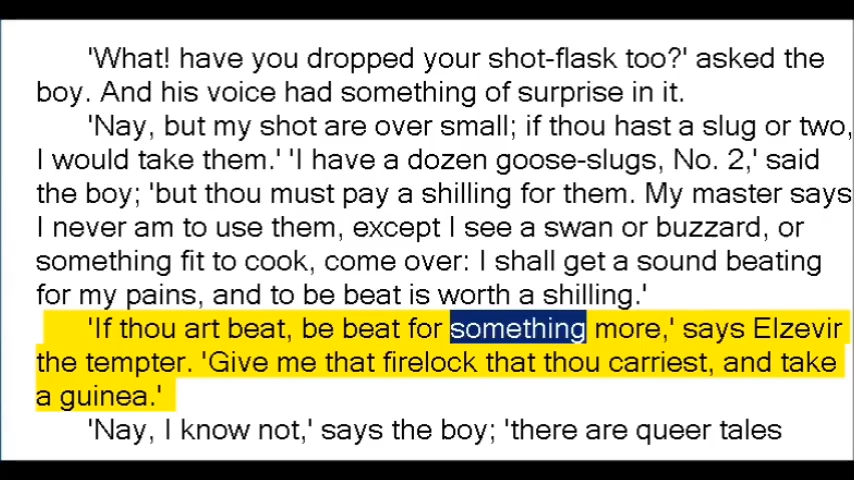 'What! have you dropped your shot-flask too?' asked the
boy. And his voice had something of surprise in it.
'Nay, but my shot are over small; if thou hast a slug or two,
I would take them.' 'I have a dozen goose-slugs, No. 2,' said
the boy; 'but thou must pay a shilling for them. My master says
I never am to use them, except I see a swan or buzzard, or
something fit to cook, come over: I shall get a sound beating
for my pains, and to be beat is worth a shilling.'
'If thou art beat, be beat for something more,' says Elzevir
the tempter. 'Give me that firelock that thou carriest, and take
a guinea.'
'Nay, I know not,' says the boy; 'there are queer tales